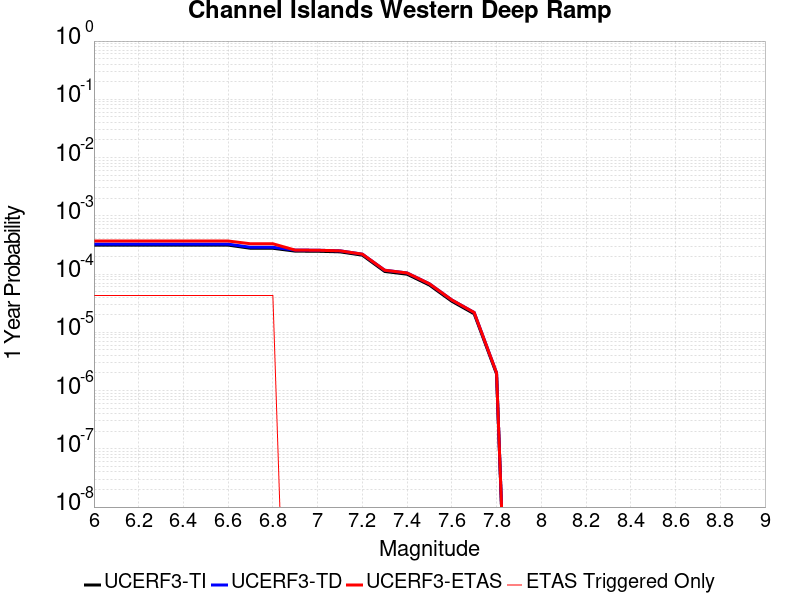 Channel Islands Western Deep Ramp
10^0
10^-1
10^-2
10^-3
10^-4
10^-5
10^-6
10^-7
10^-8
1 Year Probability
6 6.2 6.4 6.6 6.8 7 7.2 7.4 7.6 7.8 8 8.2 8.4 8.6 8.8 9
Magnitude
UCERF3-TI UCERF3-TD UCERF3-ETAS ETAS Triggered Only